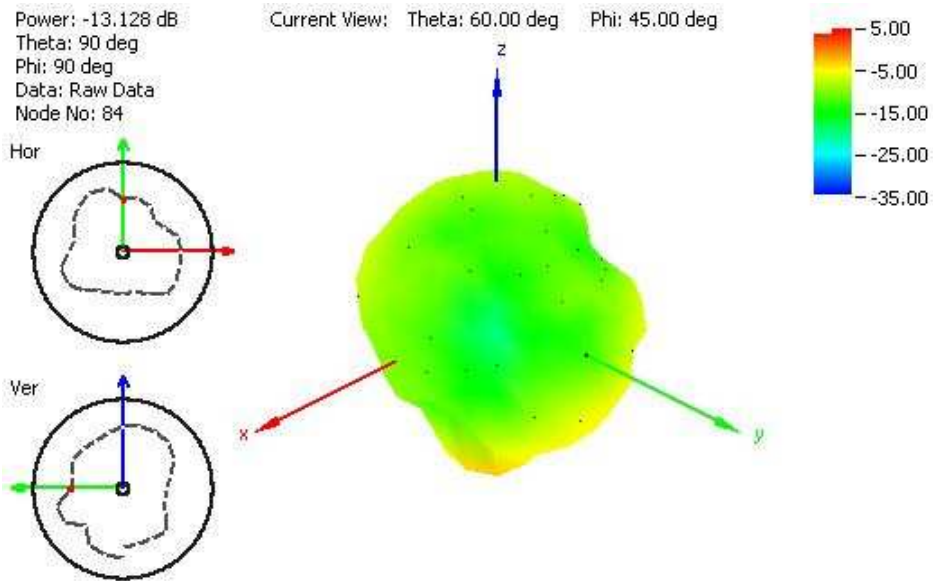 Power: -13.128 dB
Theta: 90 deg
Phi: 90 deg
Data: Raw Data
Node No: 84
Current View: Theta: 60.00 deg Phi: 45.00 deg
5.00
-5.00
-15.00
-25.00
-35.00
Hor
Ver
z
x
y